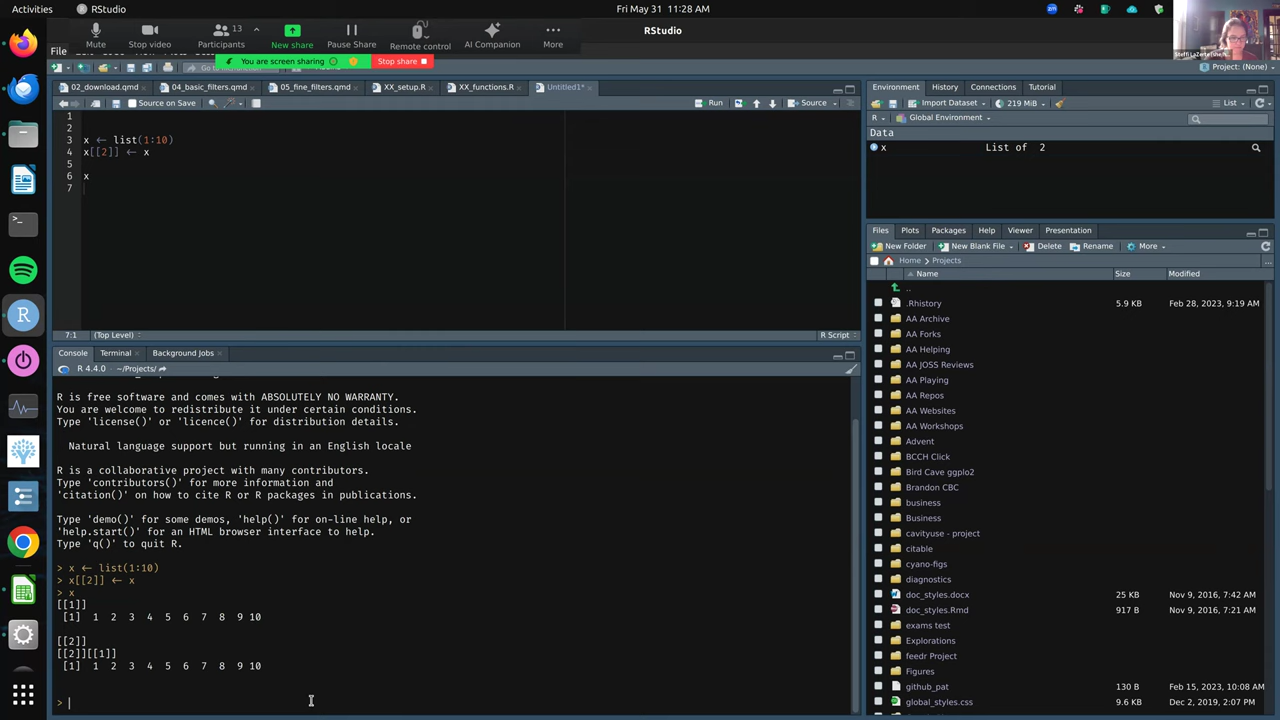 Activities
RStudio
Fri May 31 11:28 AM
Mute
Stop video
13
Participants
New share
Pause Share
Remote control
AI Companion
More
RStudio
File
You are screen sharing
Stop share
Project: (None)
02_download.qmd
04_basic_filters.qmd
05_fine_filters.qmd
XX_setup.R
XX_functions.R
Untitled1*
Source on Save
Run
Source
1
2
3 x ← list(1:10)
4 x[[2]] ← x
5
6 x
7
7:1
(Top Level)
R Script
Console
Terminal
Background Jobs
R 4.4.0 · ~/Projects/
R is free software and comes with ABSOLUTELY NO WARRANTY.
You are welcome to redistribute it under certain conditions.
Type 'license()' or 'licence()' for distribution details.
Natural language support but running in an English locale
R is a collaborative project with many contributors.
Type 'contributors()' for more information and
'citation()' on how to cite R or R packages in publications.
Type 'demo()' for some demos, 'help()' for on-line help, or
'help.start()' for an HTML browser interface to help.
Type 'q()' to quit R.
> x ← list(1:10)
> x[[2]] ← x
> x
[[1]]
[1] 1 2 3 4 5 6 7 8 9 10
[[2]]
[[2]][[1]]
[1] 1 2 3 4 5 6 7 8 9 10
>
Environment
History
Connections
Tutorial
Import Dataset
219 MiB
List
R
Global Environment
Data
x
List of 2
Files
Plots
Packages
Help
Viewer
Presentation
New Folder
New Blank File
Delete
Rename
More
Home
Projects
Name
Size
Modified
..
.Rhistory 5.9 KB Feb 28, 2023, 9:19 AM
AA Archive
AA Forks
AA Helping
AA JOSS Reviews
AA Playing
AA Repos
AA Websites
AA Workshops
Advent
BCCH Click
Bird Cave ggplo2
Brandon CBC
business
Business
cavityuse - project
citable
cyano-figs
diagnostics
doc_styles.docx 25 KB Nov 9, 2016, 7:42 AM
doc_styles.Rmd 917 B Nov 9, 2016, 7:21 AM
exams test
Explorations
feedr Project
Figures
github_pat 130 B Feb 15, 2023, 10:08 AM
global_styles.css 9.6 KB Dec 2, 2019, 2:07 PM